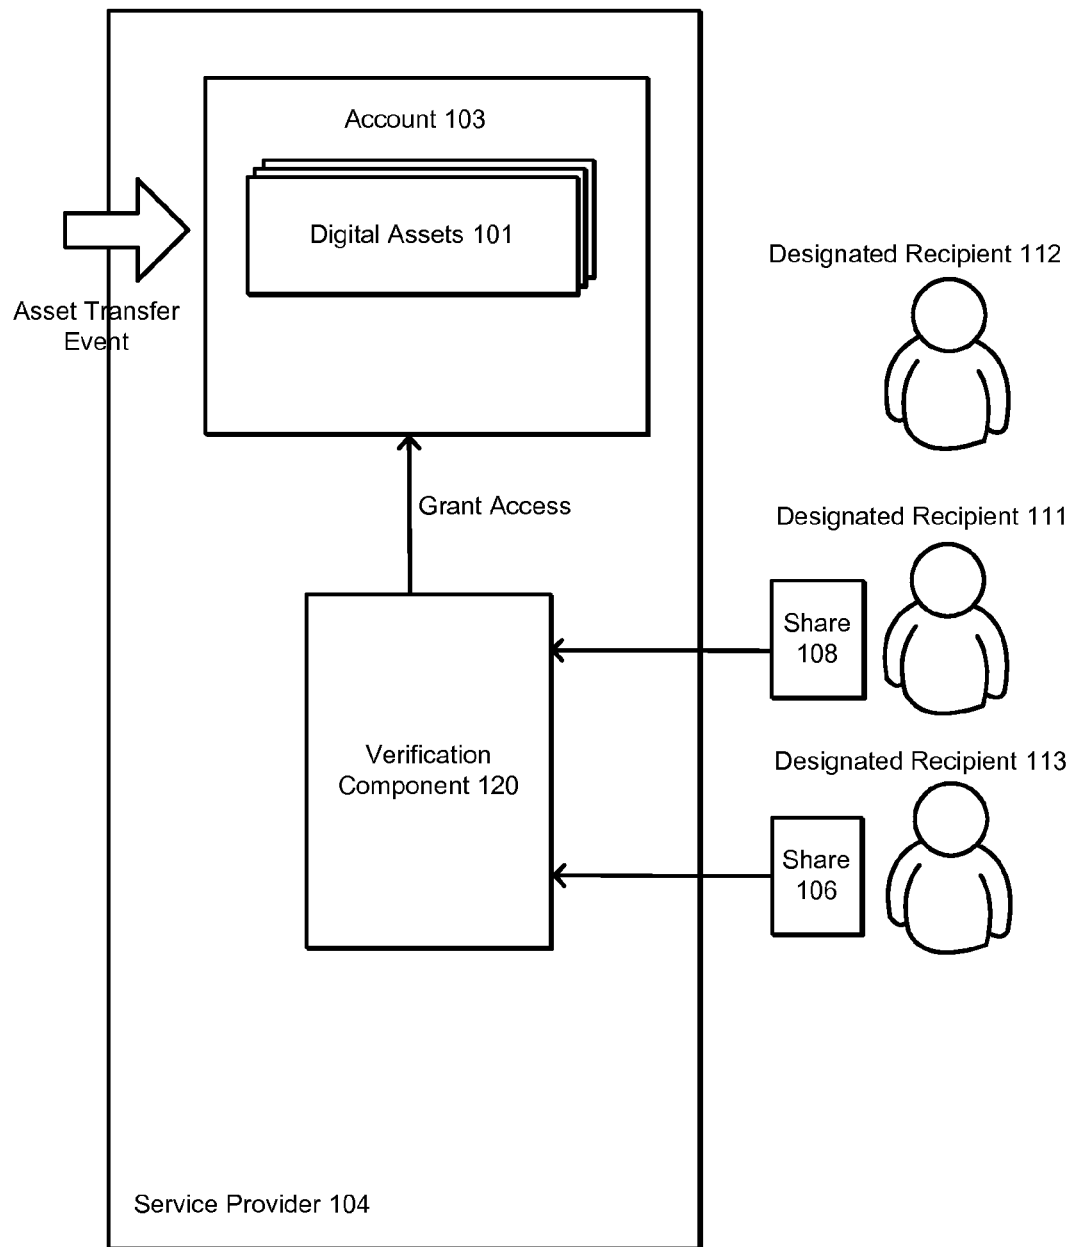 Account 103
Digital Assets 101
Asset Transfer
Event
Designated Recipient 112
Grant Access
Designated Recipient 111
Share
108
Verification
Component 120
Designated Recipient 113
Share
106
Service Provider 104